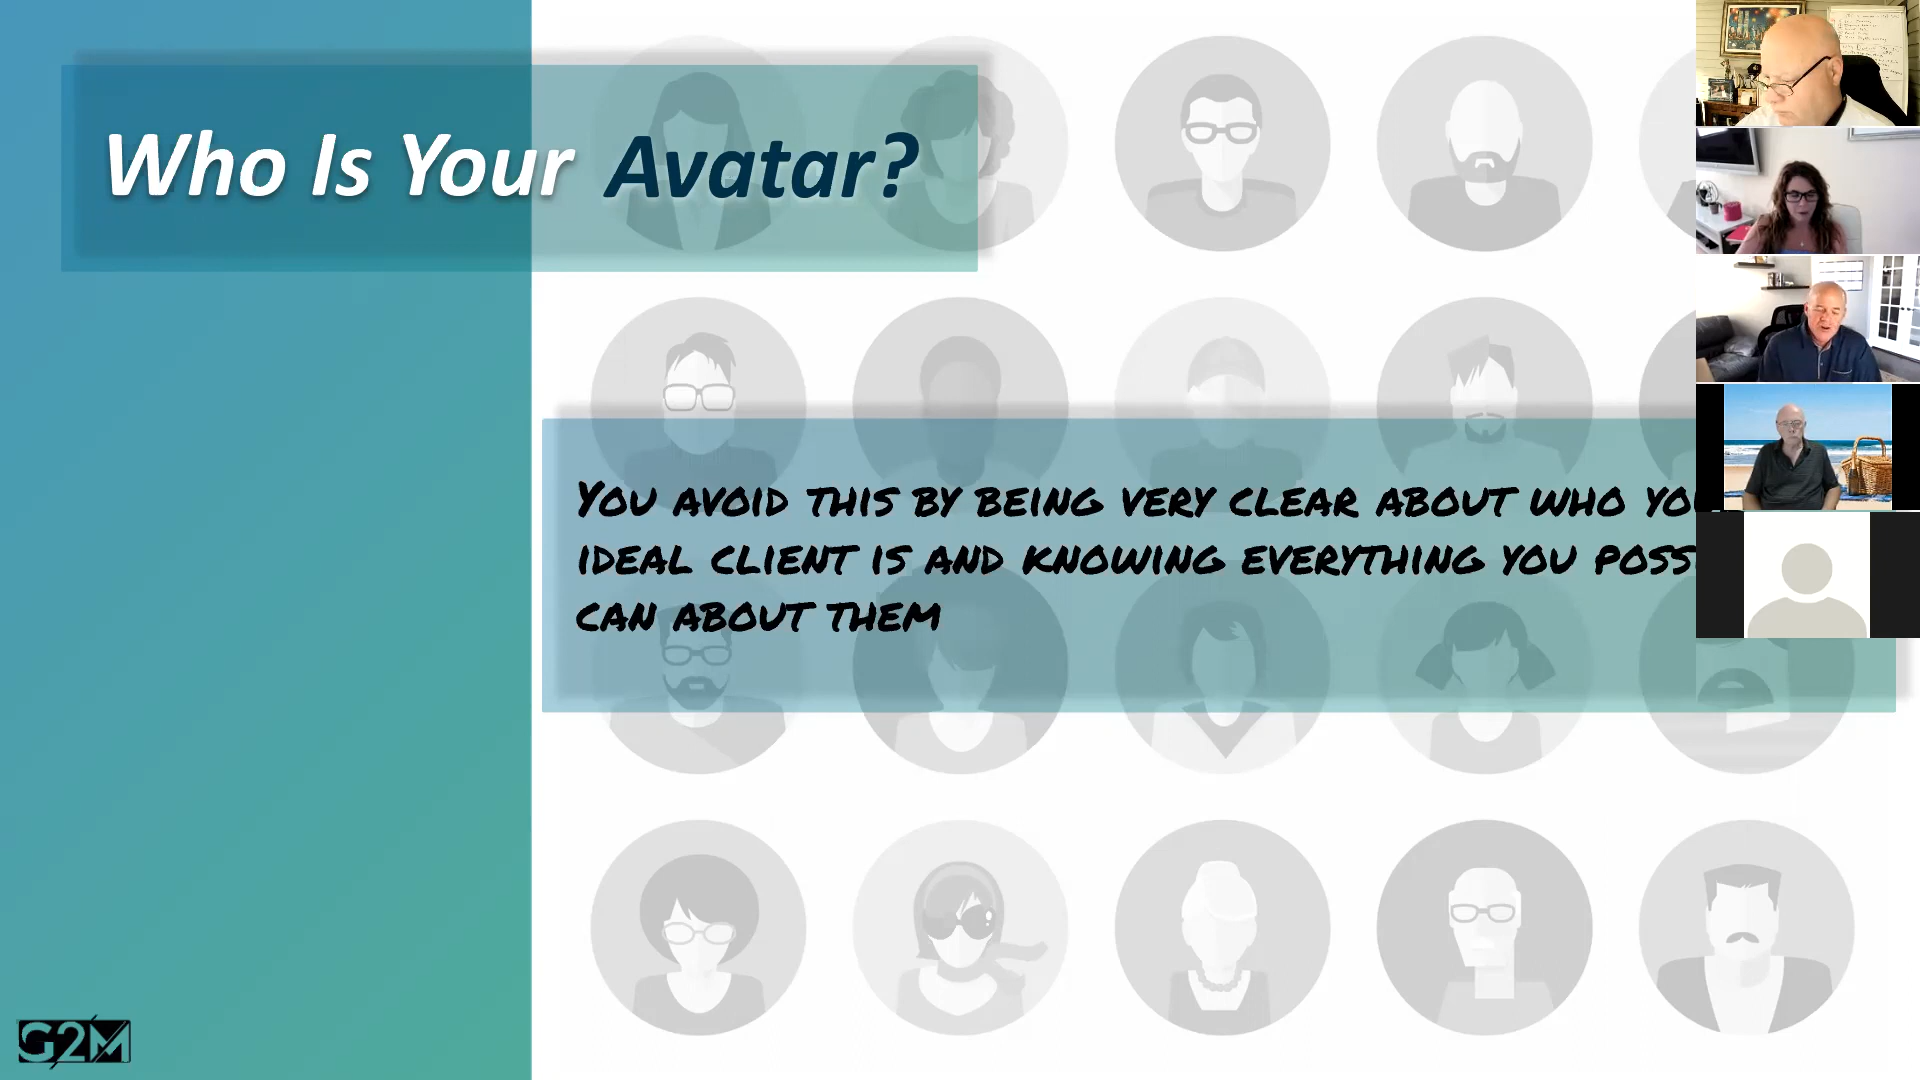 Who Is Your Avatar?
You avoid this by being very clear about who
ideal client is and knowing everything you
can about them
G2M